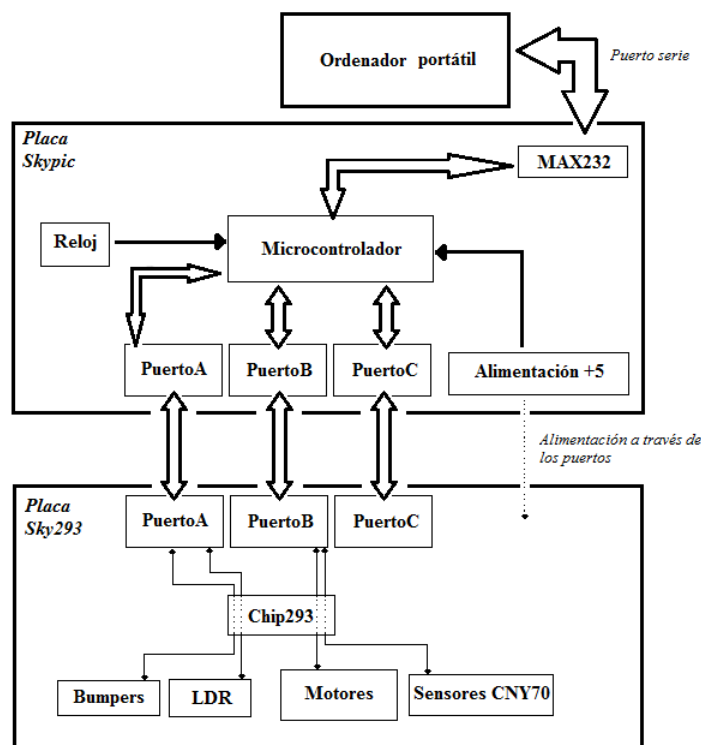 Ordenador portátil
Puerto serie
Placa
Skypic
MAX232
Reloj
Microcontrolador
PuertoA
PuertoB
PuertoC
Alimentación +5
Alimentación a través de
los puertos
Placa
Sky293
PuertoA
PuertoB
PuertoC
Chip293
Bumpers
LDR
Motores
Sensores CNY70